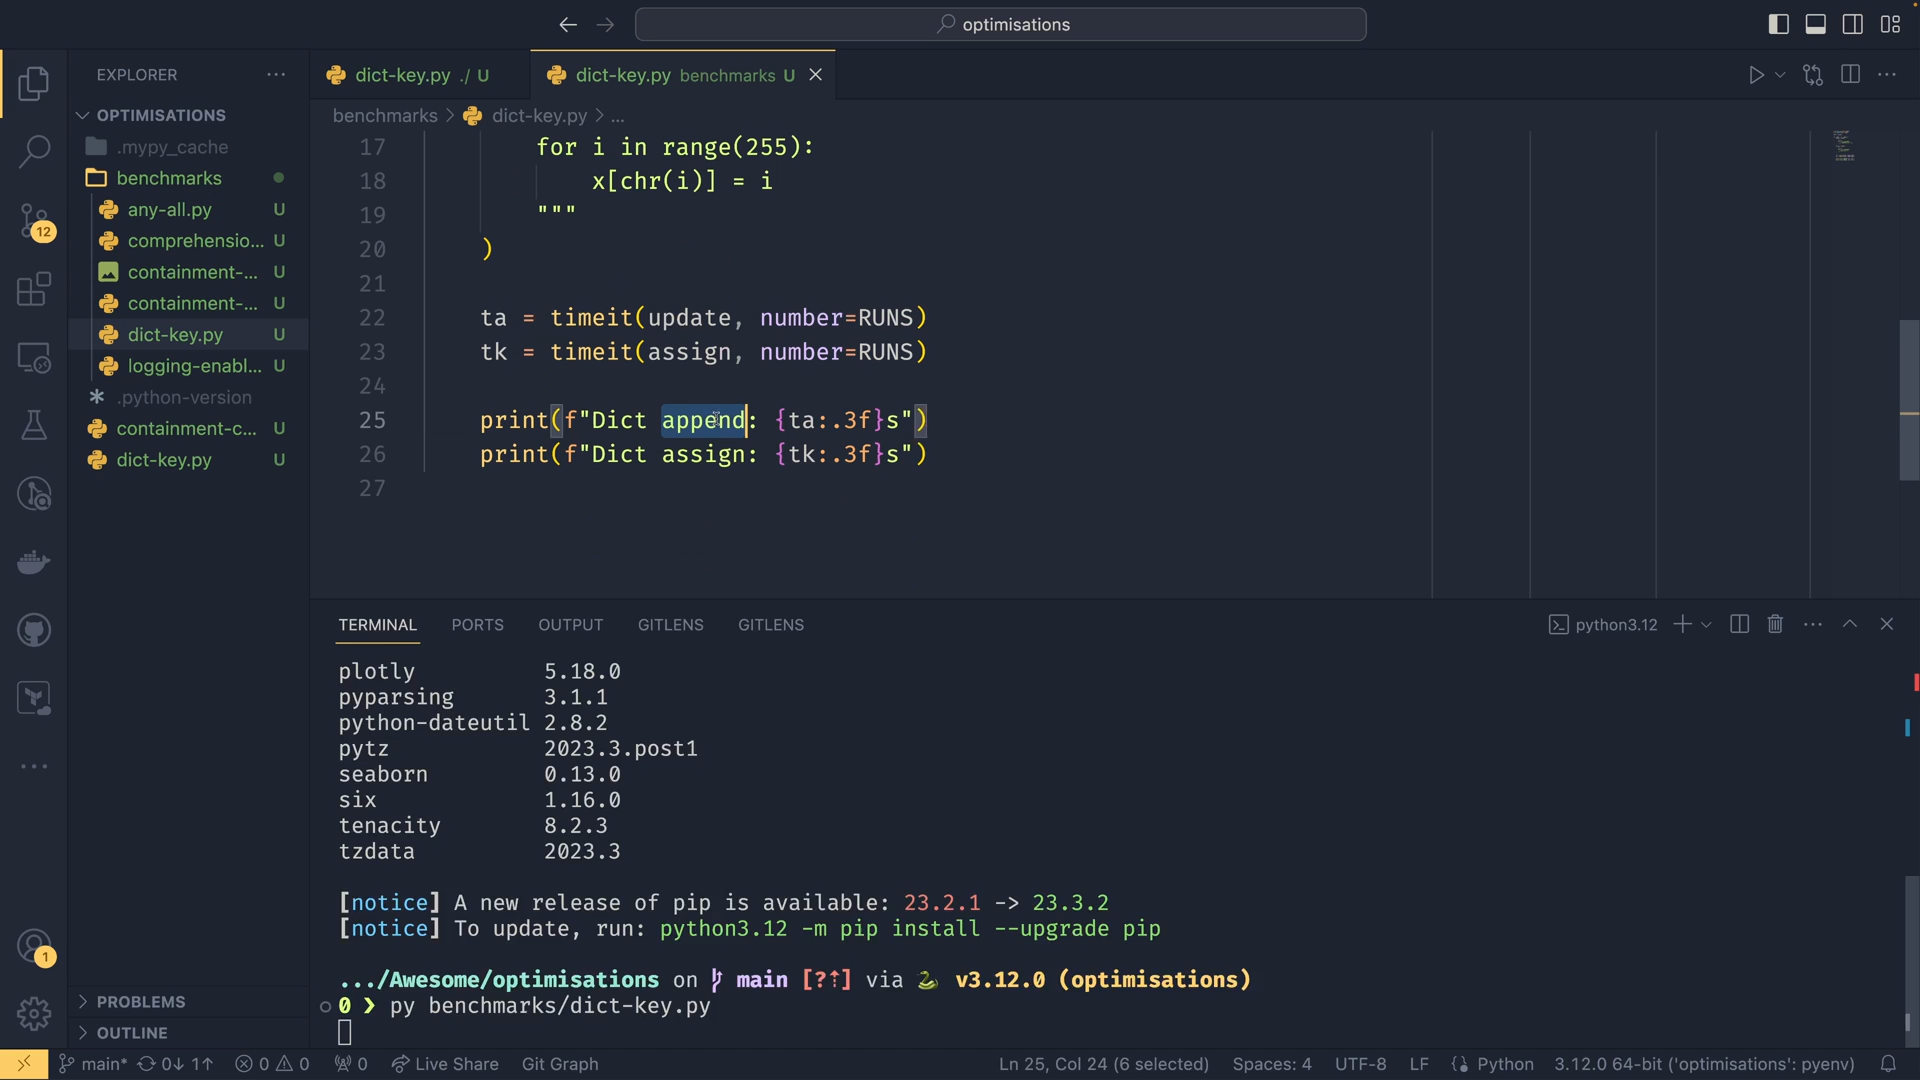 optimisations
EXPLORER
dict-key.py ./ U
dict-key.py benchmarks U
OPTIMISATIONS
.mypy_cache
benchmarks
any-all.py U
comprehensio... U
containment-... U
containment-... U
dict-key.py U
logging-enabl... U
.python-version
containment-c... U
dict-key.py U
12
1
PROBLEMS
OUTLINE
benchmarks > dict-key.py > ...
17 for i in range(255):
18 x[chr(i)] = i
19 """
20 )
21
22 ta = timeit(update, number=RUNS)
23 tk = timeit(assign, number=RUNS)
24
25 print(f"Dict append: {ta:.3f}s")
26 print(f"Dict assign: {tk:.3f}s")
27
TERMINAL PORTS OUTPUT GITLENS GITLENS
python3.12
plotly 5.18.0
pyparsing 3.1.1
python-dateutil 2.8.2
pytz 2023.3.post1
seaborn 0.13.0
six 1.16.0
tenacity 8.2.3
tzdata 2023.3
[notice] A new release of pip is available: 23.2.1 -> 23.3.2
[notice] To update, run: python3.12 -m pip install --upgrade pip
.../Awesome/optimisations on main [?⇡] via v3.12.0 (optimisations)
0 ❯ py benchmarks/dict-key.py
main* 0↓ 1↑ 0 0 0 Live Share Git Graph
Ln 25, Col 24 (6 selected) Spaces: 4 UTF-8 LF Python 3.12.0 64-bit ('optimisations': pyenv)